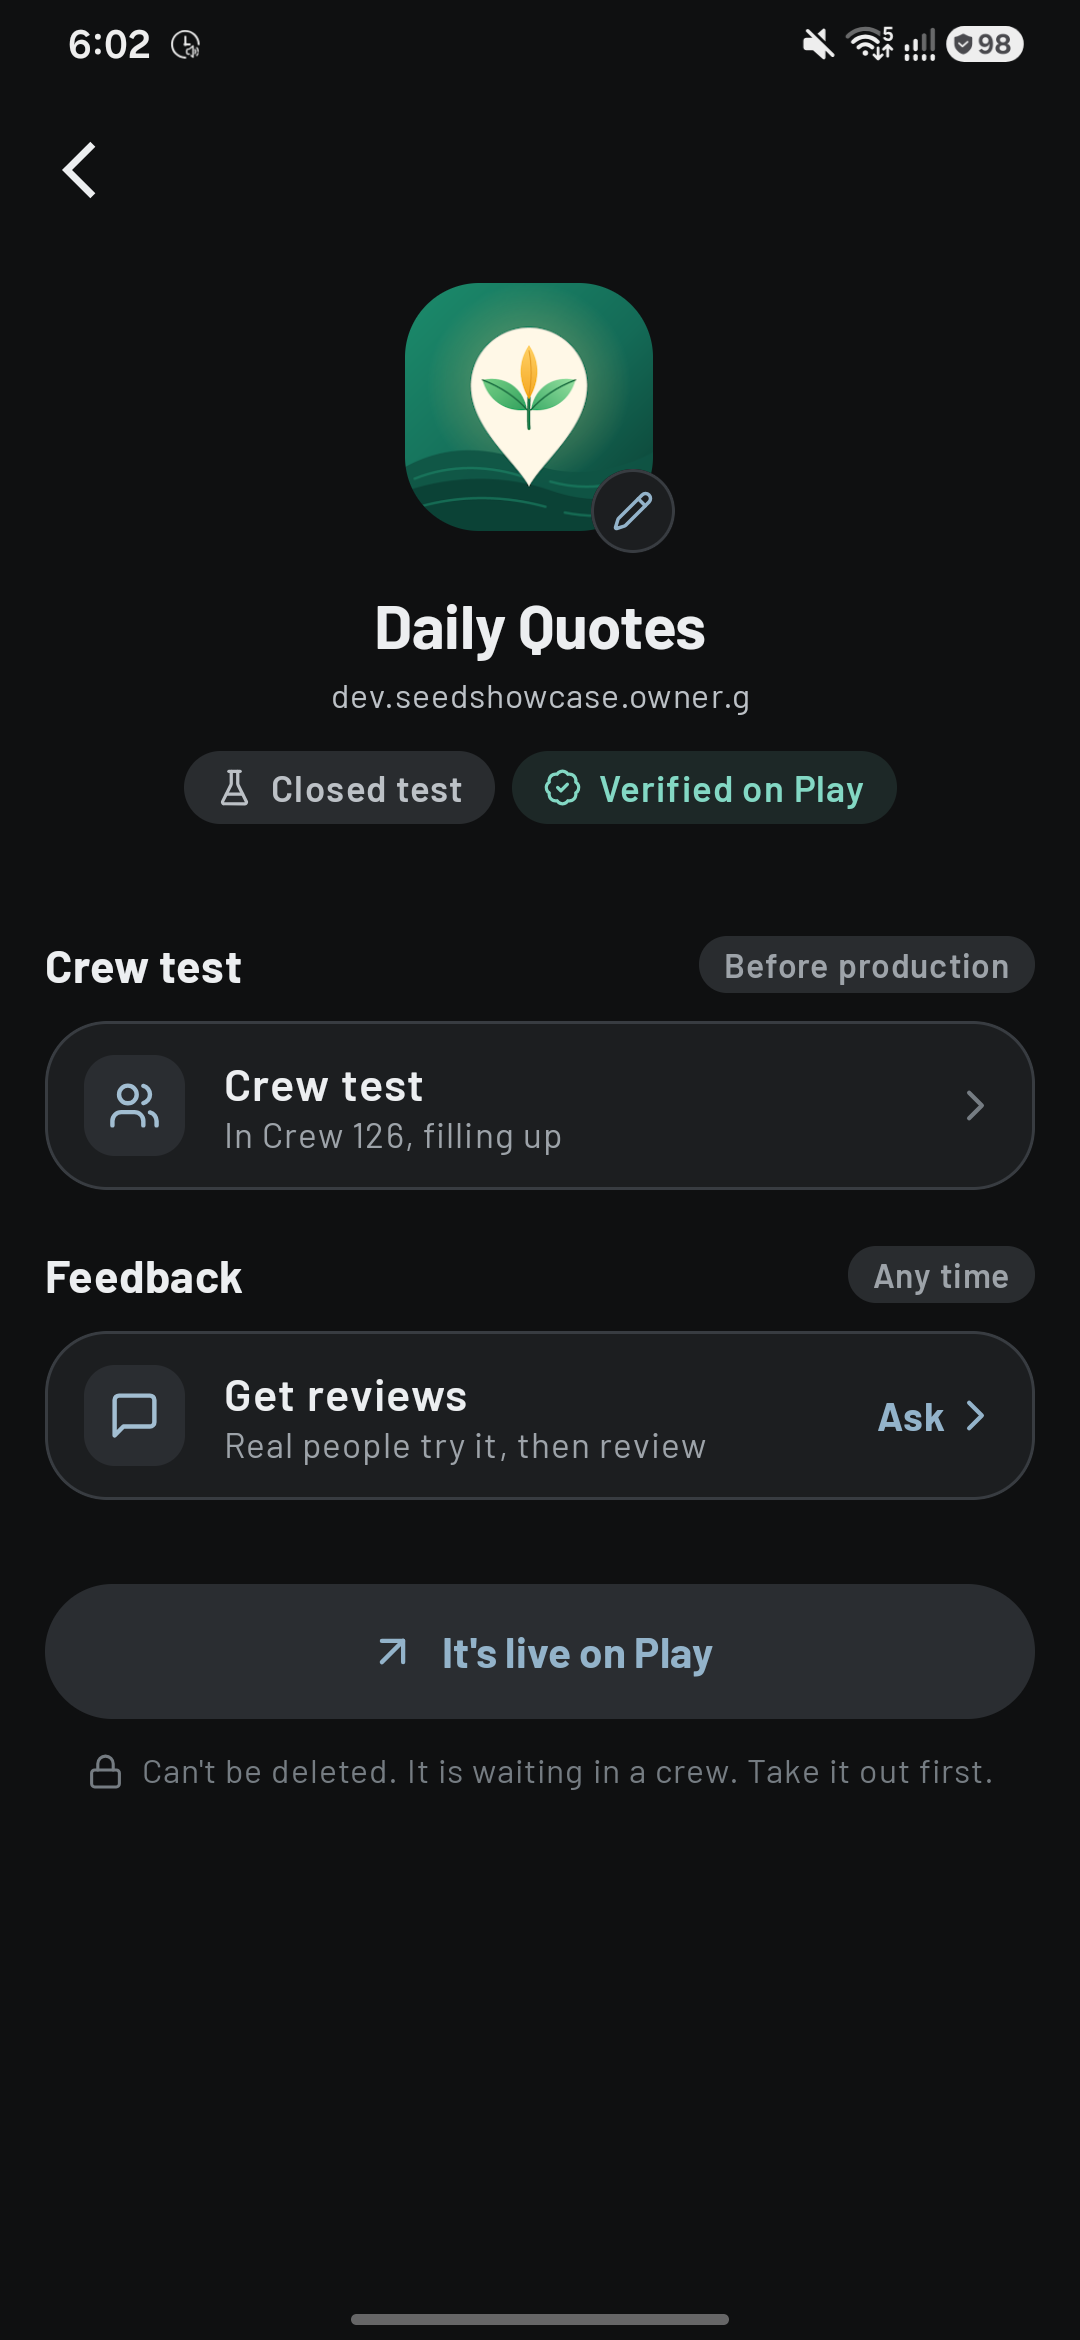 6:02
5
98
Daily Quotes
dev.seedshowcase.owner.g
Closed test
Verified on Play
Crew test
Before production
Crew test
In Crew 126, filling up
Feedback
Any time
Get reviews
Real people try it, then review
Ask
It's live on Play
Can't be deleted. It is waiting in a crew. Take it out first.